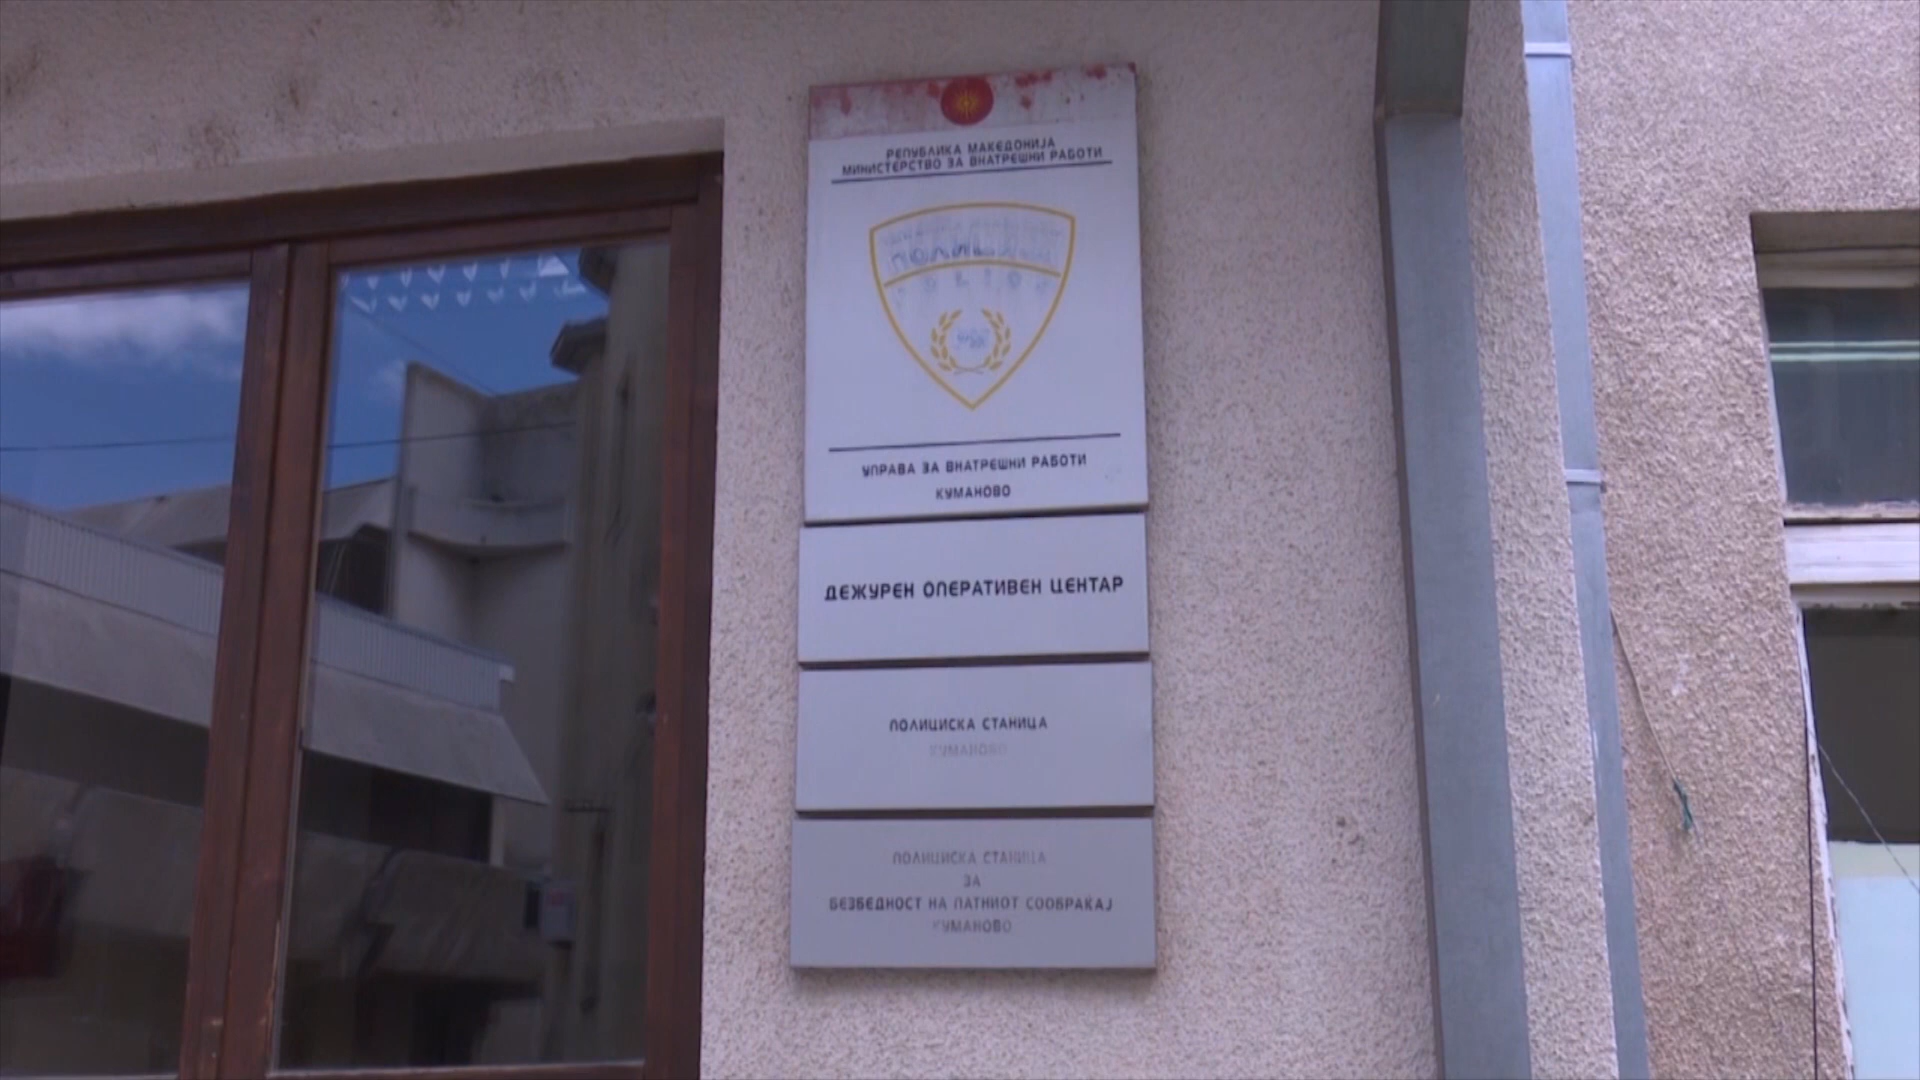 РЕПУБЛИКА МАКЕДОНИЈА
МИНИСТЕРСТВО ЗА ВНАТРЕШНИ РАБОТИ
УПРАВА ЗА ВНАТРЕШНИ РАБОТИ
КУМАНОВО
ДЕЖУРЕН ОПЕРАТИВЕН ЦЕНТАР
ПОЛИЦИСКА СТАНИЦА
КУМАНОВО
ПОЛИЦИСКА СТАНИЦА
ЗА
БЕЗБЕДНОСТ НА ПАТНИОТ СООБРАЌАЈ
КУМАНОВО